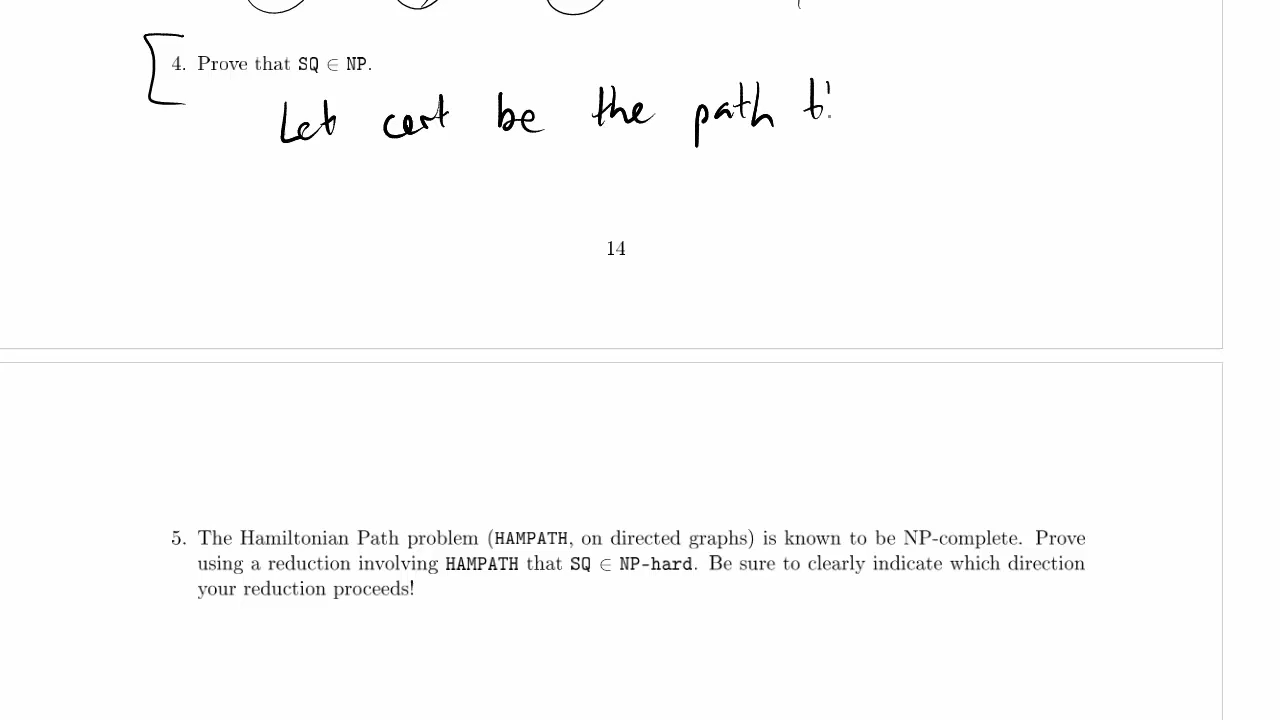 4. Prove that SQ ∈ NP.
Let cert be the path
14
5. The Hamiltonian Path problem (HAMPATH, on directed graphs) is known to be NP-complete. Prove
using a reduction involving HAMPATH that SQ ∈ NP-hard. Be sure to clearly indicate which direction
your reduction proceeds!